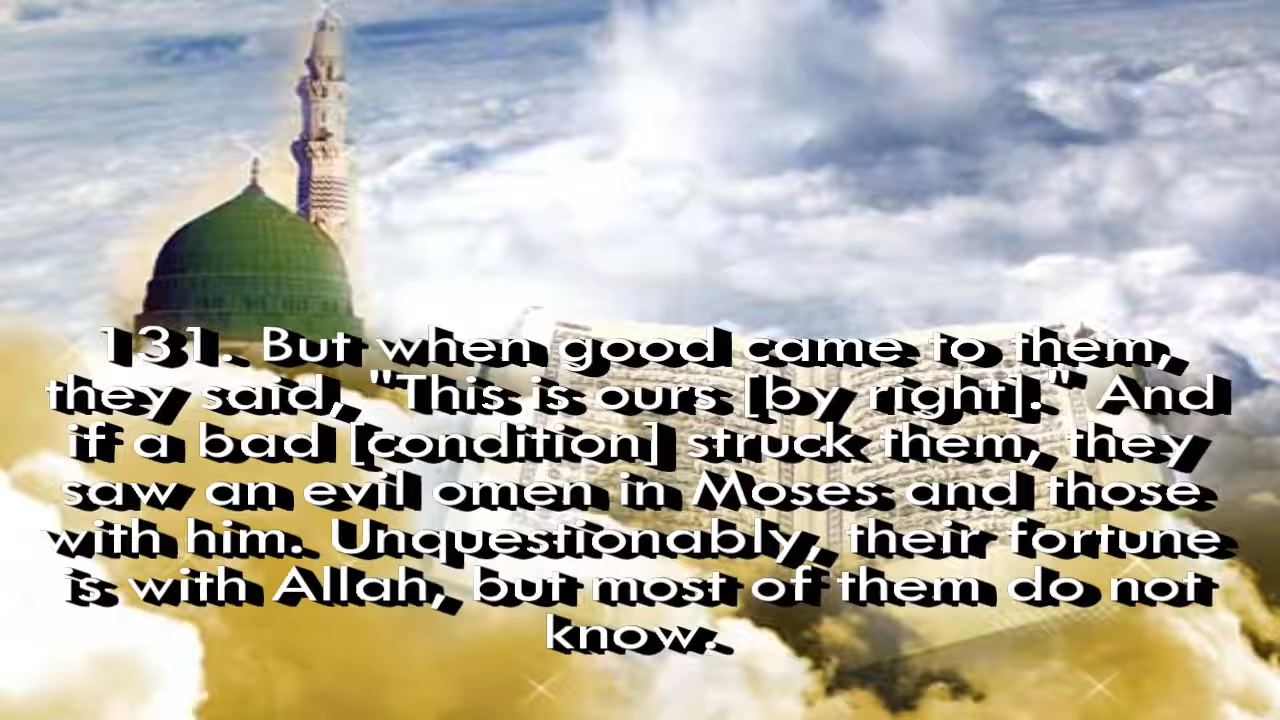 131. But when good came to them,
they said, "This is ours [by right]." And
if a bad [condition] struck them, they
saw an evil omen in Moses and those
with him. Unquestionably, their fortune
is with Allah, but most of them do not
know.